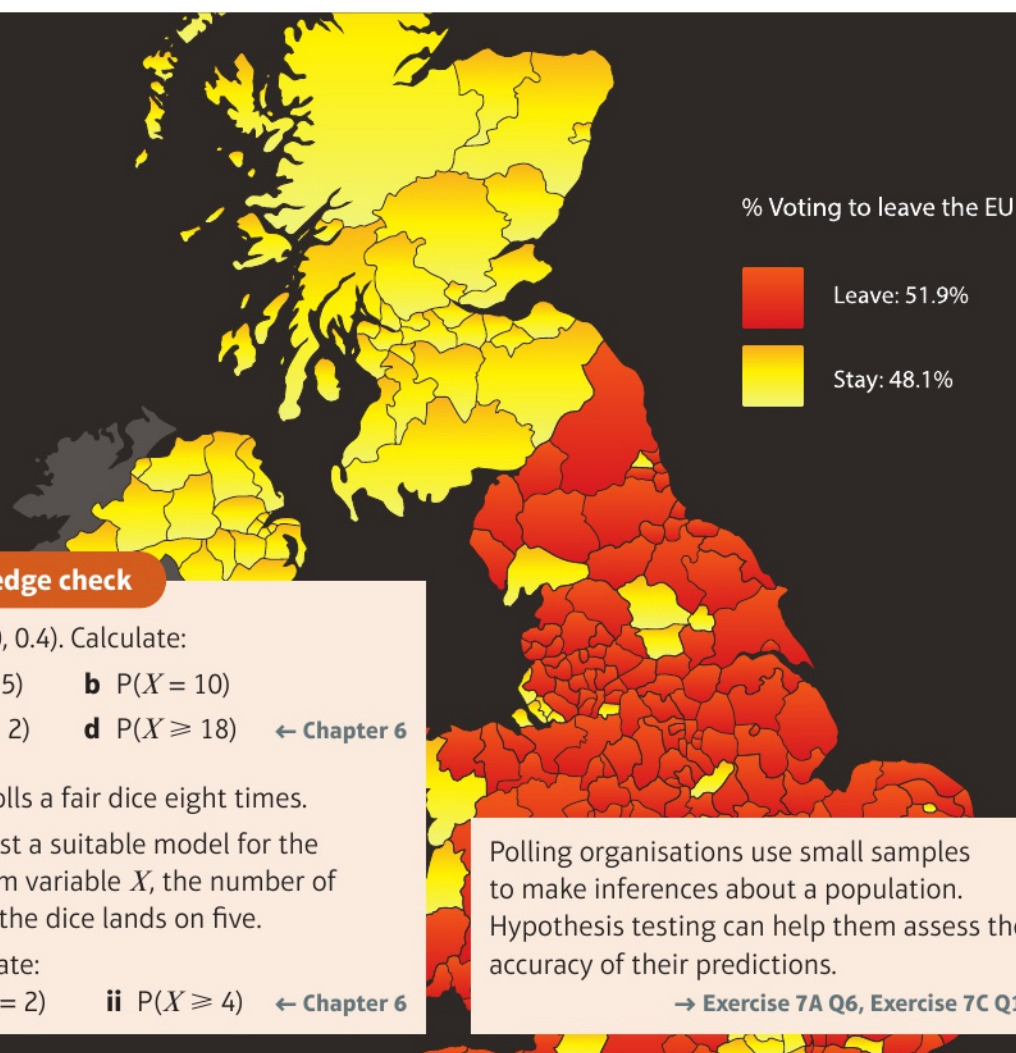 % Voting to leave the EU
Leave: 51.9%
Stay: 48.1%
edge check
, 0.4). Calculate:
5) b P(X = 10)
2) d P(X ⩾ 18) ← Chapter 6
olls a fair dice eight times.
st a suitable model for the
m variable X, the number of
the dice lands on five.
ate:
= 2) ii P(X ⩾ 4) ← Chapter 6
Polling organisations use small samples
to make inferences about a population.
Hypothesis testing can help them assess the
accuracy of their predictions.
→ Exercise 7A Q6, Exercise 7C Q1